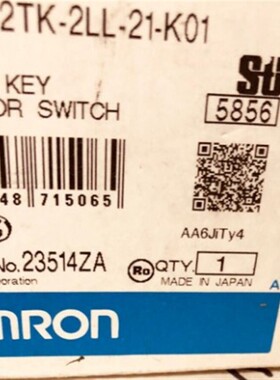 2TK-2LL-21-K01
KEY
OR SWITCH
5856
48 715065
AA6JiTy4
No. 23514ZA
QTY. 1
MADE IN JAPAN
oration
MRON